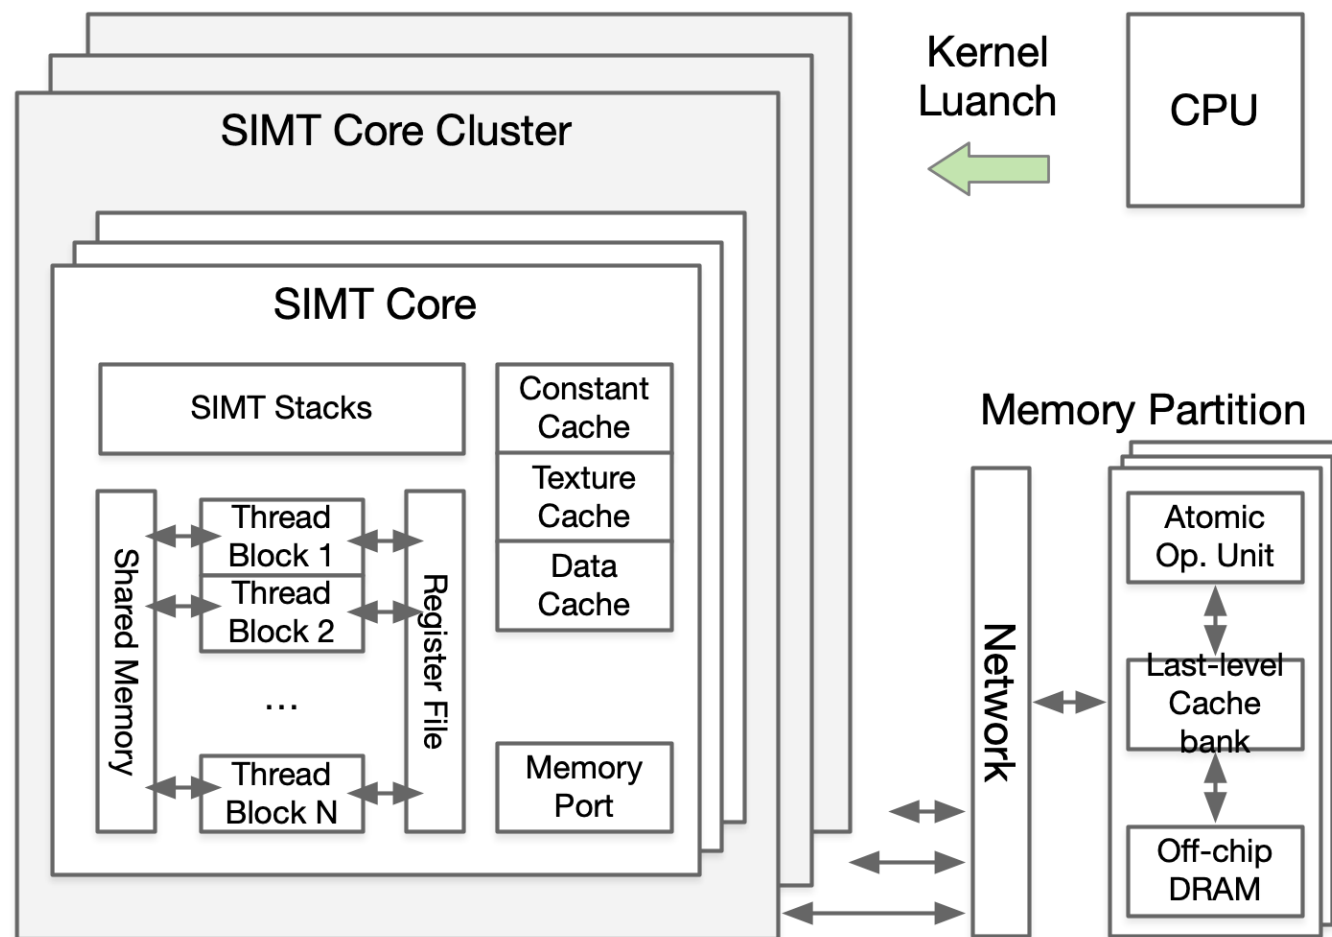 SIMT Core Cluster
SIMT Core
SIMT Stacks
Constant
Cache
Texture
Cache
Data
Cache
Shared Memory
Thread
Block 1
Thread
Block 2
...
Thread
Block N
Register File
Memory
Port
Kernel
Luanch
CPU
Memory Partition
Network
Atomic
Op. Unit
Last-level
Cache
bank
Off-chip
DRAM